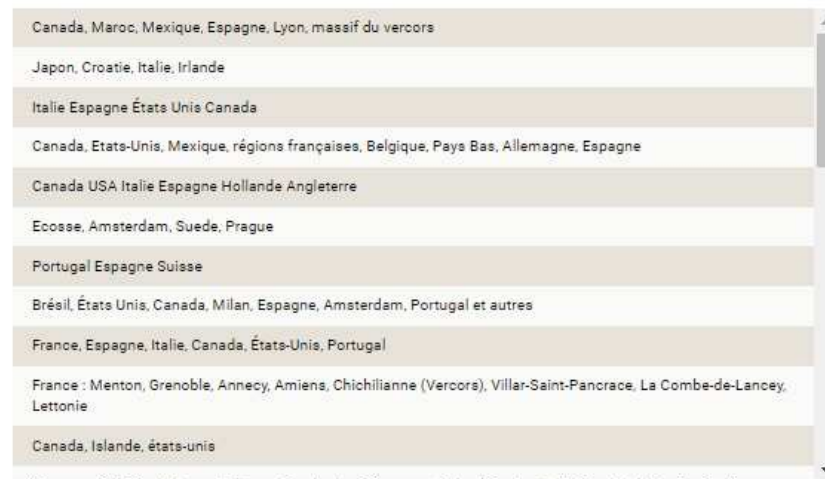 Canada, Maroc, Mexique, Espagne, Lyon, massif du vercors
Japon, Croatie, Italie, Irlande
Italie Espagne États Unis Canada
Canada, Etats-Unis, Mexique, régions françaises, Belgique, Pays Bas, Allemagne, Espagne
Canada USA Italie Espagne Hollande Angleterre
Ecosse, Amsterdam, Suede, Prague
Portugal Espagne Suisse
Brésil, États Unis, Canada, Milan, Espagne, Amsterdam, Portugal et autres
France, Espagne, Italie, Canada, États-Unis, Portugal
France : Menton, Grenoble, Annecy, Amiens, Chichilianne (Vercors), Villar-Saint-Pancrace, La Combe-de-Lancey,
Lettonie
Canada, Islande, états-unis